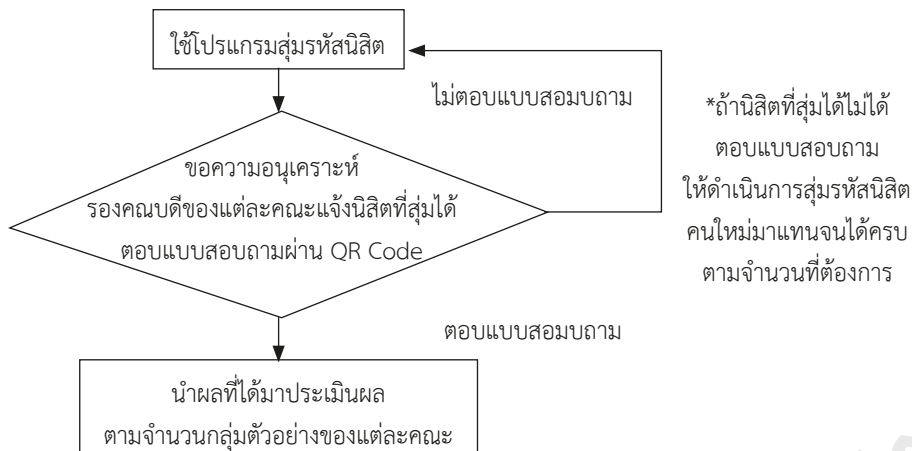 ใช้โปรแกรมสุ่มรหัสนิสิต
ไม่ตอบแบบสอมบถาม
*ถ้านิสิตที่สุ่มได้ไม่ได้
ตอบแบบสอบถาม
ให้ดำเนินการสุ่มรหัสนิสิต
คนใหม่มาแทนจนได้ครบ
ตามจำนวนที่ต้องการ
ขอความอนุเคราะห์
รองคณบดีของแต่ละคณะแจ้งนิสิตที่สุ่มได้
ตอบแบบสอบถามผ่าน QR Code
ตอบแบบสอมบถาม
นำผลที่ได้มาประเมินผล
ตามจำนวนกลุ่มตัวอย่างของแต่ละคณะ